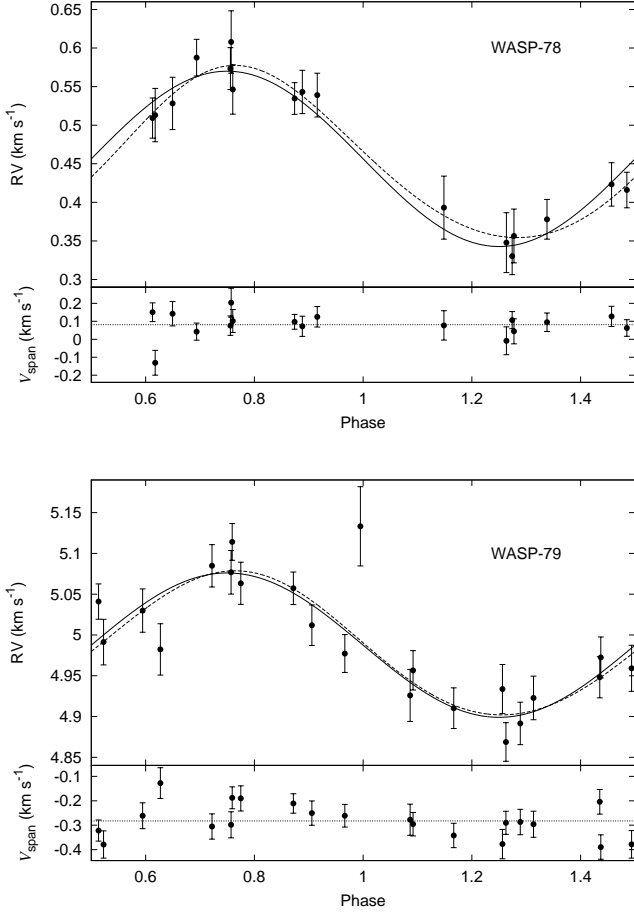 0.65
0.6
0.55
0.5
0.45
0.4
0.35
0.3
RV (km s-1)
WASP-78
0.2
0.1
0
-0.1
-0.2
Vspan (km s-1)
0.6 0.8 1 1.2 1.4
Phase
5.15
5.1
5.05
5
4.95
4.9
4.85
RV (km s-1)
WASP-79
-0.1
-0.2
-0.3
-0.4
Vspan (km s-1)
0.6 0.8 1 1.2 1.4
Phase